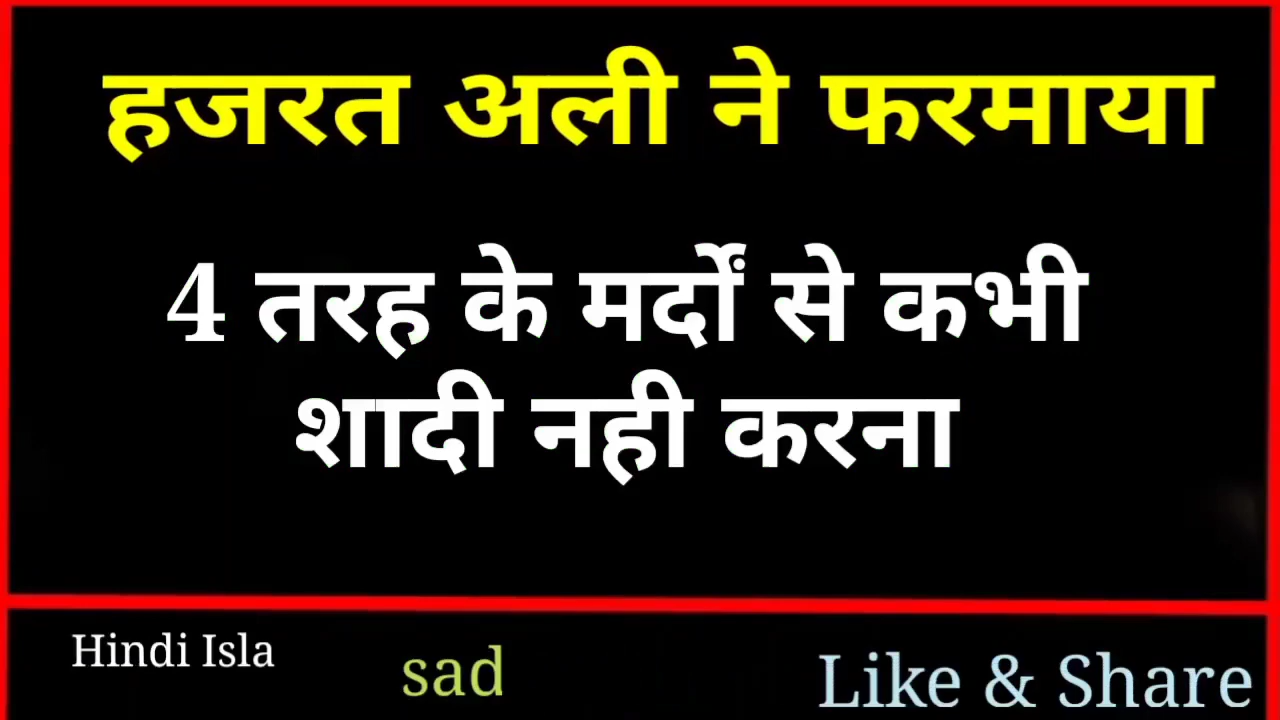 हजरत अली ने फरमाया
4 तरह के मर्दों से कभी
शादी नही करना
Hindi Isla
sad
Like & Share